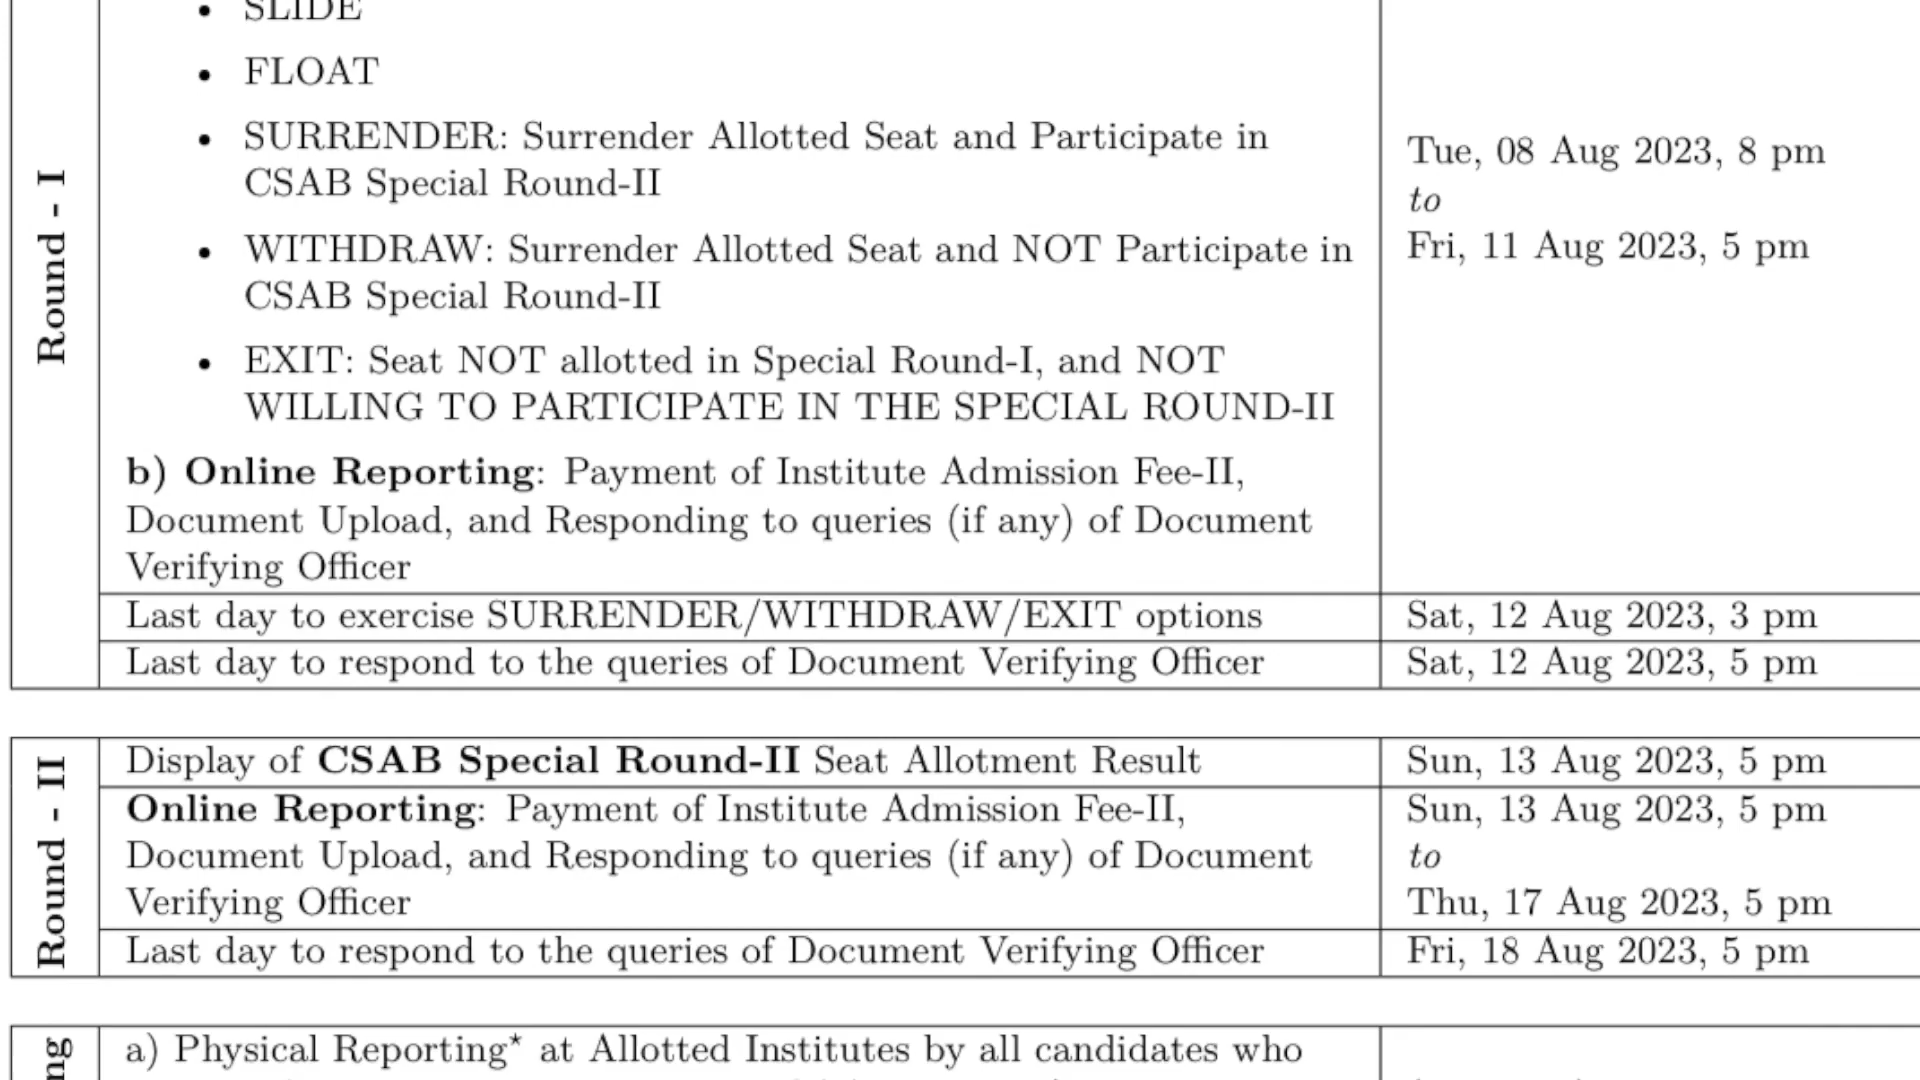 • SLIDE
• FLOAT
• SURRENDER: Surrender Allotted Seat and Participate in
CSAB Special Round-II
• WITHDRAW: Surrender Allotted Seat and NOT Participate in
CSAB Special Round-II
• EXIT: Seat NOT allotted in Special Round-I, and NOT
WILLING TO PARTICIPATE IN THE SPECIAL ROUND-II
b) Online Reporting: Payment of Institute Admission Fee-II,
Document Upload, and Responding to queries (if any) of Document
Verifying Officer
Tue, 08 Aug 2023, 8 pm
to
Fri, 11 Aug 2023, 5 pm
Round - I
Last day to exercise SURRENDER/WITHDRAW/EXIT options
Sat, 12 Aug 2023, 3 pm
Last day to respond to the queries of Document Verifying Officer
Sat, 12 Aug 2023, 5 pm
Round - II
Display of CSAB Special Round-II Seat Allotment Result
Sun, 13 Aug 2023, 5 pm
Online Reporting: Payment of Institute Admission Fee-II,
Document Upload, and Responding to queries (if any) of Document
Verifying Officer
Sun, 13 Aug 2023, 5 pm
to
Thu, 17 Aug 2023, 5 pm
Last day to respond to the queries of Document Verifying Officer
Fri, 18 Aug 2023, 5 pm
ng
a) Physical Reporting* at Allotted Institutes by all candidates who